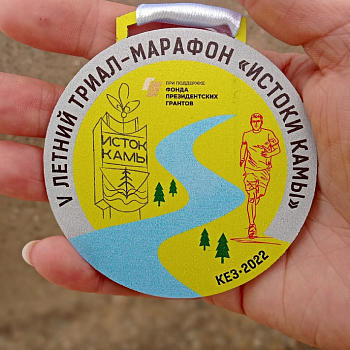 V ЛЕТНИЙ ТРИАЛ-МАРАФОН «ИСТОКИ КАМЫ»
ПРИ ПОДДЕРЖКЕ
ФОНДА
ПРЕЗИДЕНТСКИХ
ГРАНТОВ
ИСТОК
КАМЫ
КЕЗ-2022